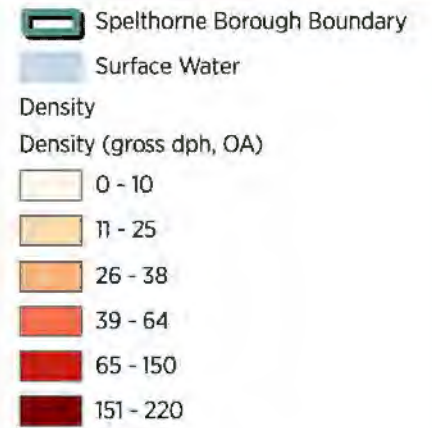 Spelthorne Borough Boundary
Surface Water
Density
Density (gross dph, OA)
0 - 10
11 - 25
26 - 38
39 - 64
65 - 150
151 - 220